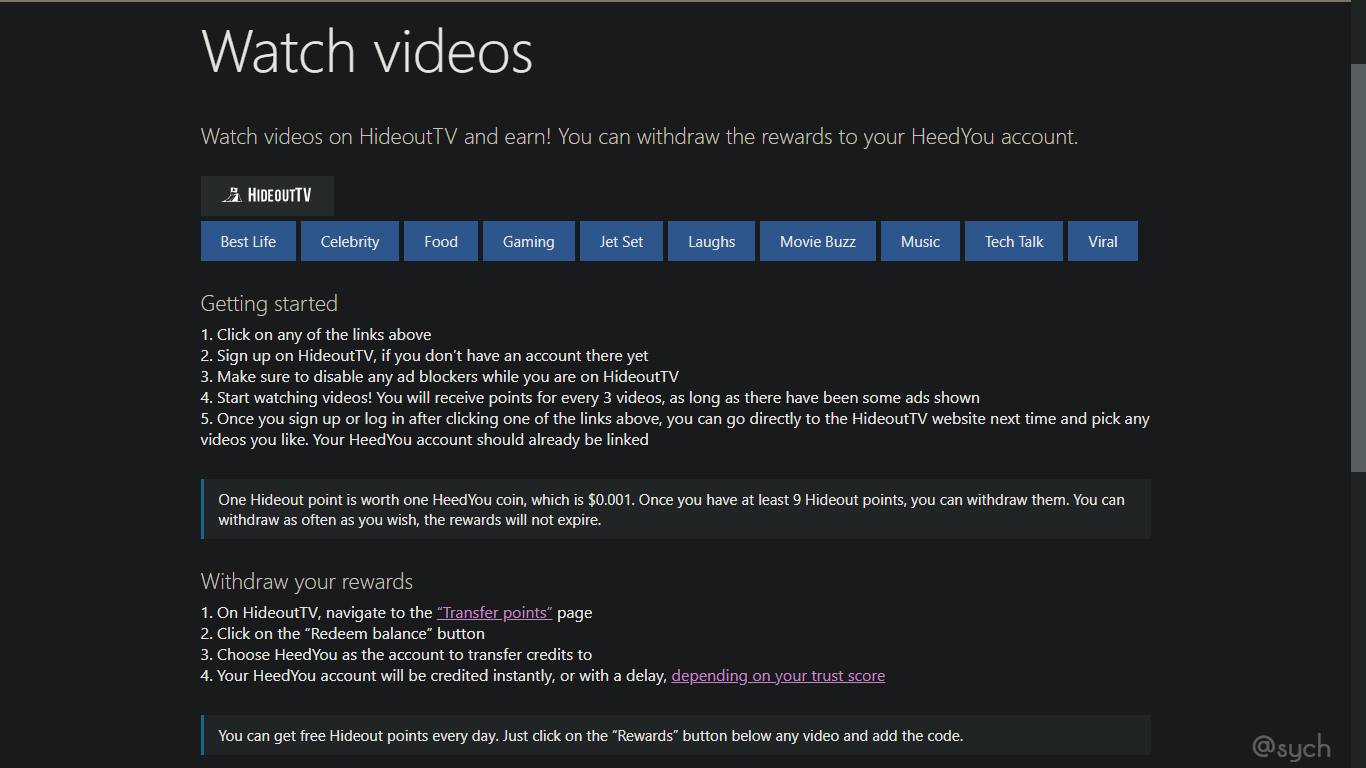 Watch videos
Watch videos on HideoutTV and earn! You can withdraw the rewards to your HeedYou account.
HIDEOUTTV
Best Life Celebrity Food Gaming Jet Set Laughs Movie Buzz Music Tech Talk Viral
Getting started
1. Click on any of the links above
2. Sign up on HideoutTV, if you don’t have an account there yet
3. Make sure to disable any ad blockers while you are on HideoutTV
4. Start watching videos! You will receive points for every 3 videos, as long as there have been some ads shown
5. Once you sign up or log in after clicking one of the links above, you can go directly to the HideoutTV website next time and pick any
videos you like. Your HeedYou account should already be linked
One Hideout point is worth one HeedYou coin, which is $0.001. Once you have at least 9 Hideout points, you can withdraw them. You can
withdraw as often as you wish, the rewards will not expire.
Withdraw your rewards
1. On HideoutTV, navigate to the “Transfer points” page
2. Click on the “Redeem balance” button
3. Choose HeedYou as the account to transfer credits to
4. Your HeedYou account will be credited instantly, or with a delay, depending on your trust score
You can get free Hideout points every day. Just click on the “Rewards” button below any video and add the code.
@sych